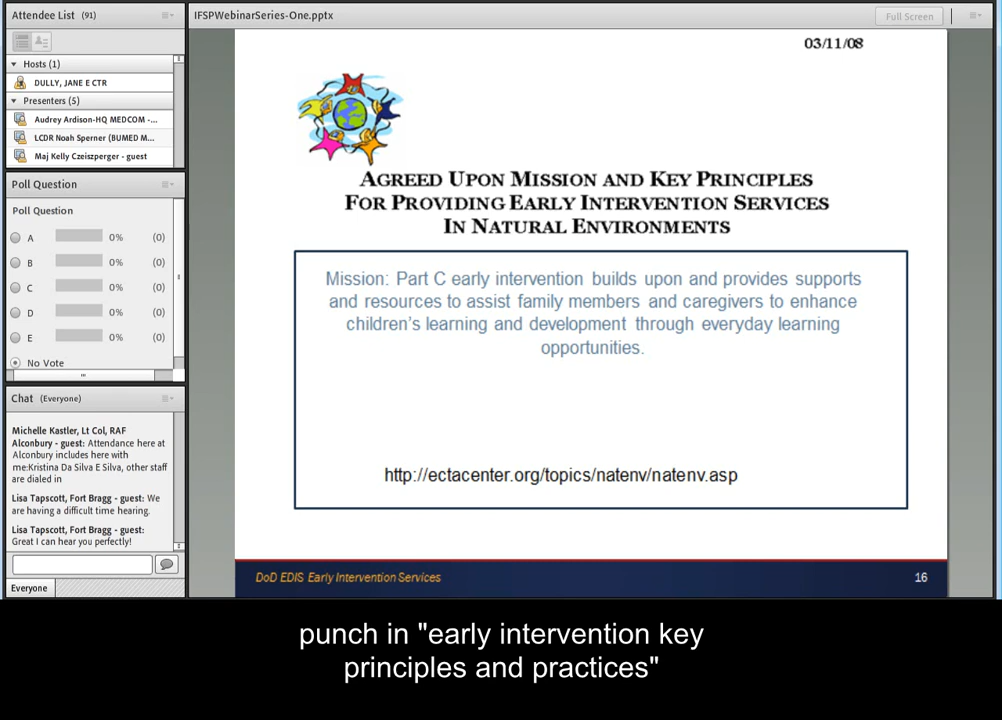 Attendee List (91)
Hosts (1)
DULLY, JANE E CTR
Presenters (5)
Audrey Ardison-HQ MEDCOM -...
LCDR Noah Sperner (BUMED M...
Maj Kelly Czeiszperger - guest
Poll Question
Poll Question
A 0% (0)
B 0% (0)
C 0% (0)
D 0% (0)
E 0% (0)
No Vote
Chat (Everyone)
Michelle Kastler, Lt Col, RAF
Alconbury - guest: Attendance here at
Alconbury includes here with
me:Kristina Da Silva E Silva, other staff
are dialed in
Lisa Tapscott, Fort Bragg - guest: We
are having a difficult time hearing.
Lisa Tapscott, Fort Bragg - guest:
Great I can hear you perfectly!
Everyone
IFSPWebinarSeries-One.pptx
Full Screen
03/11/08
AGREED UPON MISSION AND KEY PRINCIPLES
FOR PROVIDING EARLY INTERVENTION SERVICES
IN NATURAL ENVIRONMENTS
Mission: Part C early intervention builds upon and provides supports
and resources to assist family members and caregivers to enhance
children's learning and development through everyday learning
opportunities.
http://ectacenter.org/topics/natenv/natenv.asp
DoD EDIS Early Intervention Services
16
punch in "early intervention key
principles and practices"